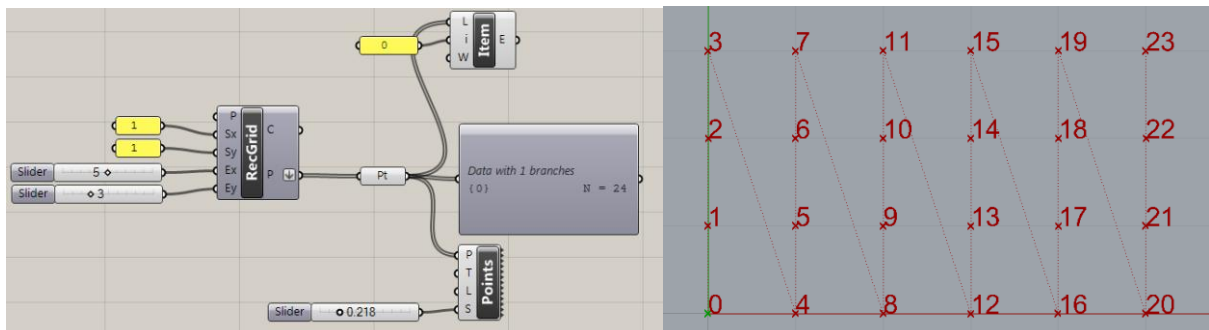 0
L
i
W
Item
E
1
1
Slider 5
Slider 3
P
Sx
Sy
Ex
Ey
RecGrid
C
P
Pt
Data with 1 branches
{0} N = 24
P
T
L
S
Points
Slider 0.218
3 7 11 15 19 23
2 6 10 14 18 22
1 5 9 13 17 21
0 4 8 12 16 20